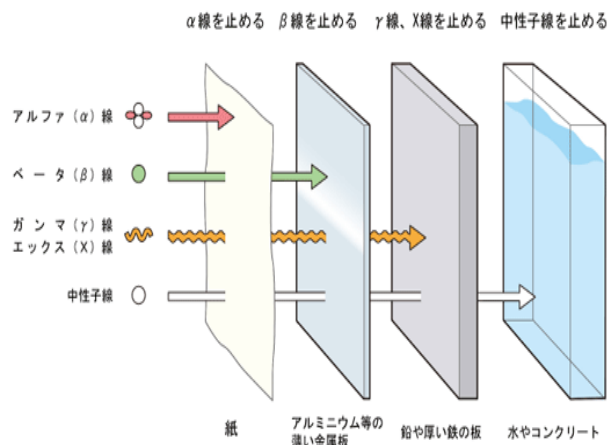 α線を止める β線を止める γ線、X線を止める 中性子線を止める
アルファ(α)線
ベータ(β)線
ガンマ(γ)線
エックス(X)線
中性子線
紙
アルミニウム等の
薄い金属板
鉛や厚い鉄の板
水やコンクリート